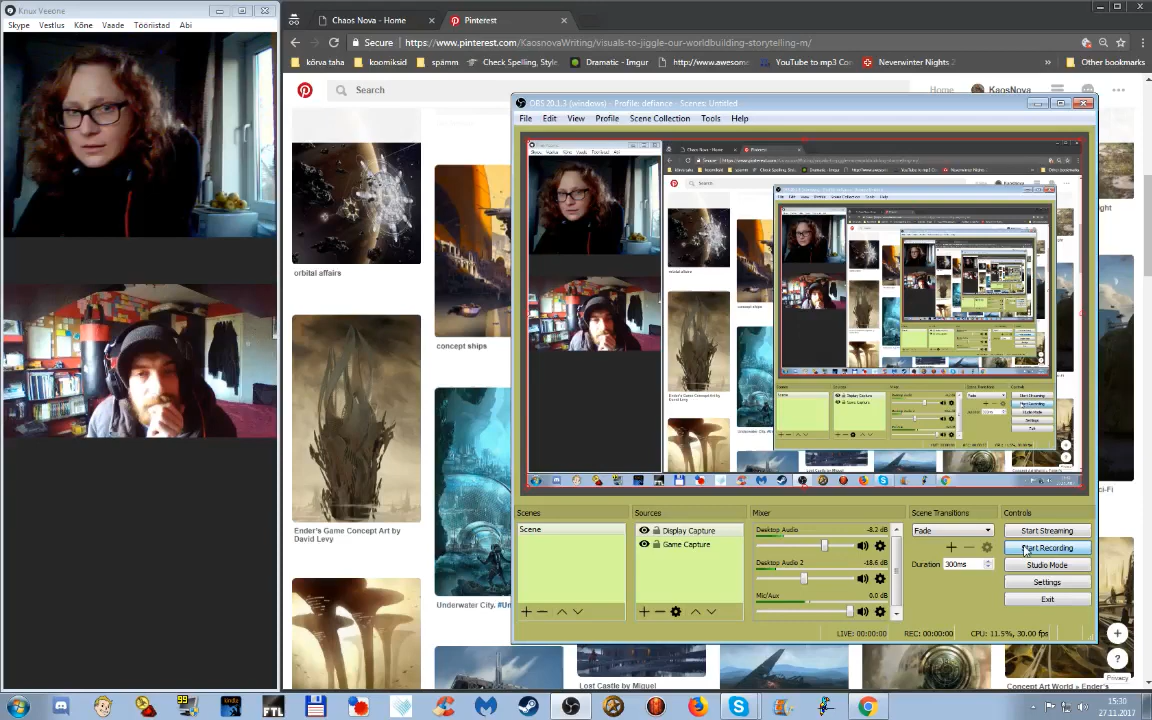 Knux Veeone
Skype Vestlus Kõne Vaade Tööriistad Abi
Chaos Nova - Home
Pinterest
Secure https://www.pinterest.com/KaosnovaWriting/visuals-to-jiggle-our-worldbuilding-storytelling-m/
kõrva taha koomiksid spämm Check Spelling, Style Dramatic - Imgur http://www.awesom YouTube to mp3 Con Neverwinter Nights 2 » Other bookmarks
Search
Home KaosNova
orbital affairs
concept ships
Ender's Game Concept Art by
David Levy
Underwater City. #Un
Lost Castle by Miguel
Concept Art World » Ender's
Privacy
OBS 20.1.3 (windows) - Profile: defiance - Scenes: Untitled
File Edit View Profile Scene Collection Tools Help
Scenes
Scene
Sources
Display Capture
Game Capture
Mixer
Desktop Audio -8.2 dB
Desktop Audio 2 -18.6 dB
Mic/Aux 0.0 dB
Scene Transitions
Fade
Duration 300ms
Controls
Start Streaming
Start Recording
Studio Mode
Settings
Exit
LIVE: 00:00:00 REC: 00:00:00 CPU: 11.5%, 30.00 fps
FTL
15:30
27.11.2017